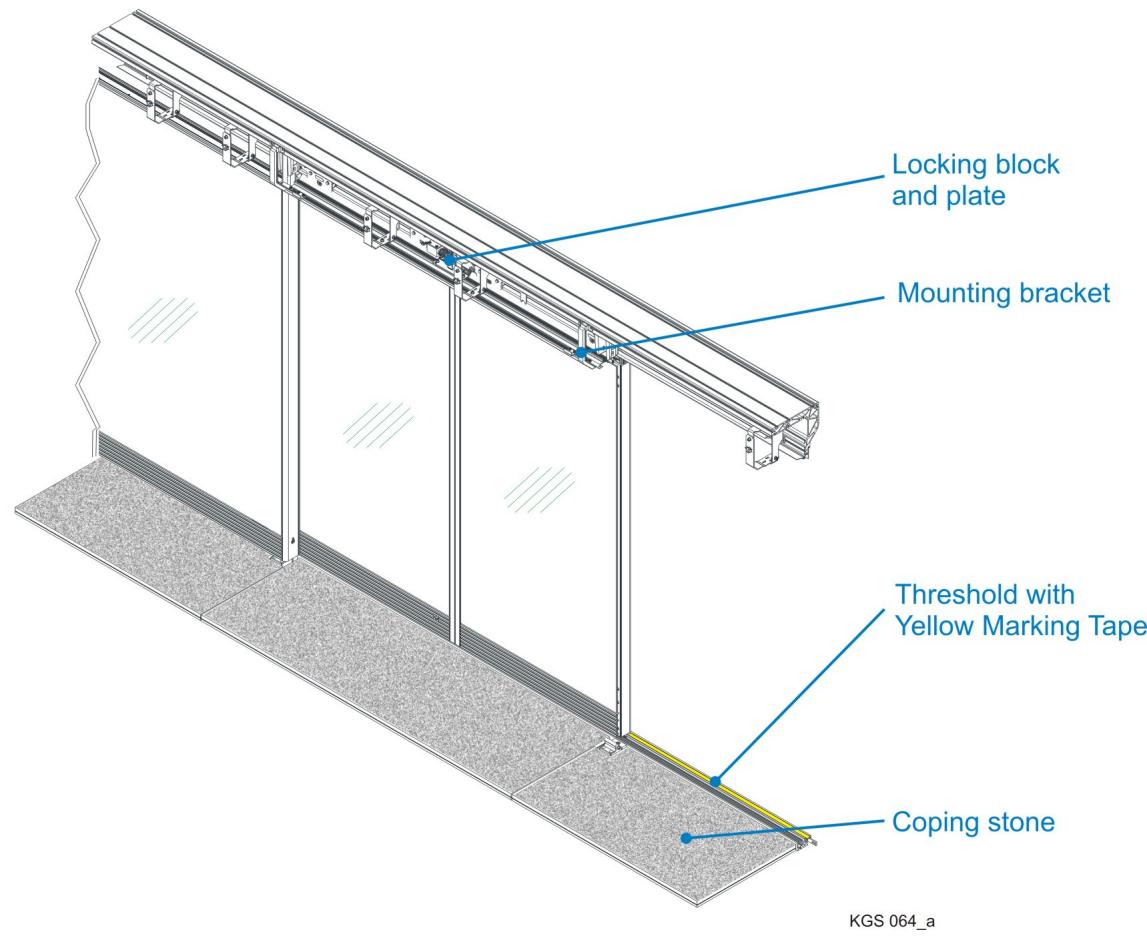 Locking block
and plate
Mounting bracket
Threshold with
Yellow Marking Tape
Coping stone
KGS 064_a